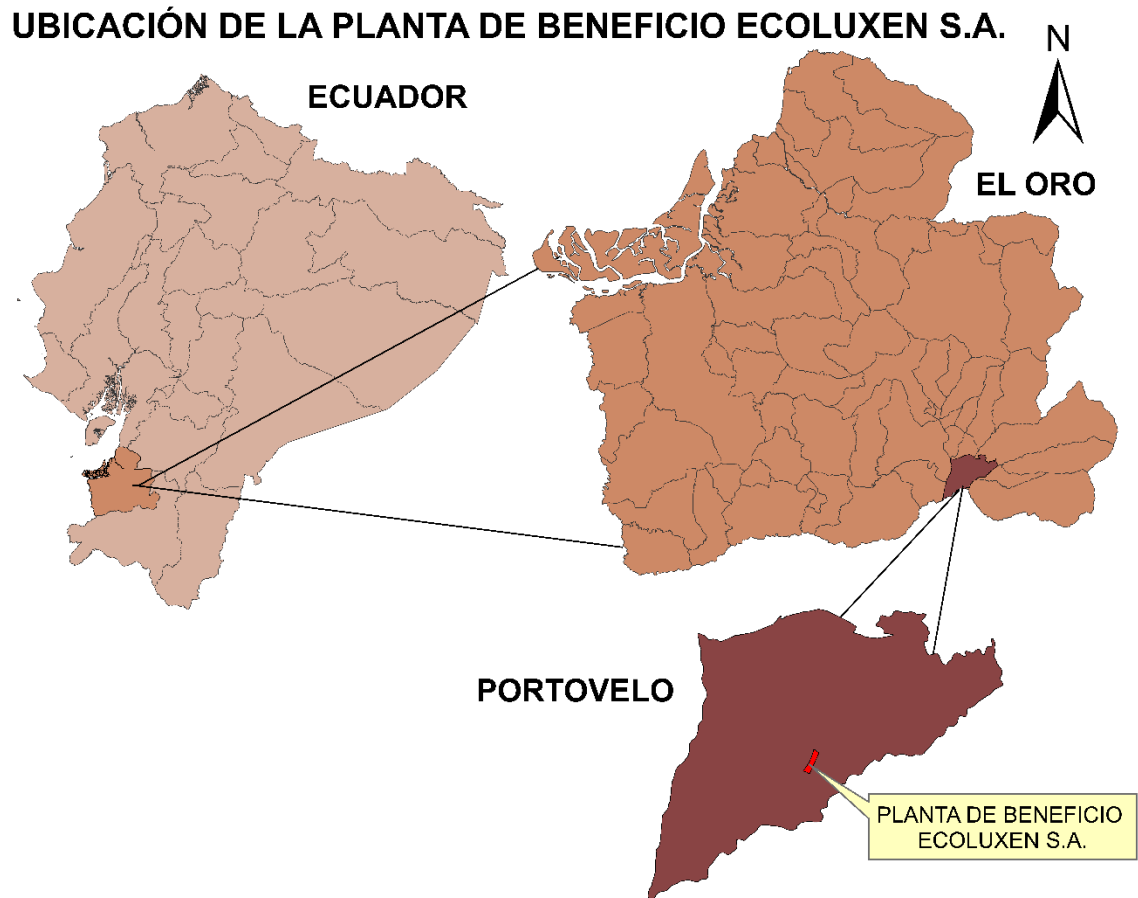 UBICACIÓN DE LA PLANTA DE BENEFICIO ECOLUXEN S.A.
N
ECUADOR
EL ORO
PORTOVELO
PLANTA DE BENEFICIO
ECOLUXEN S.A.